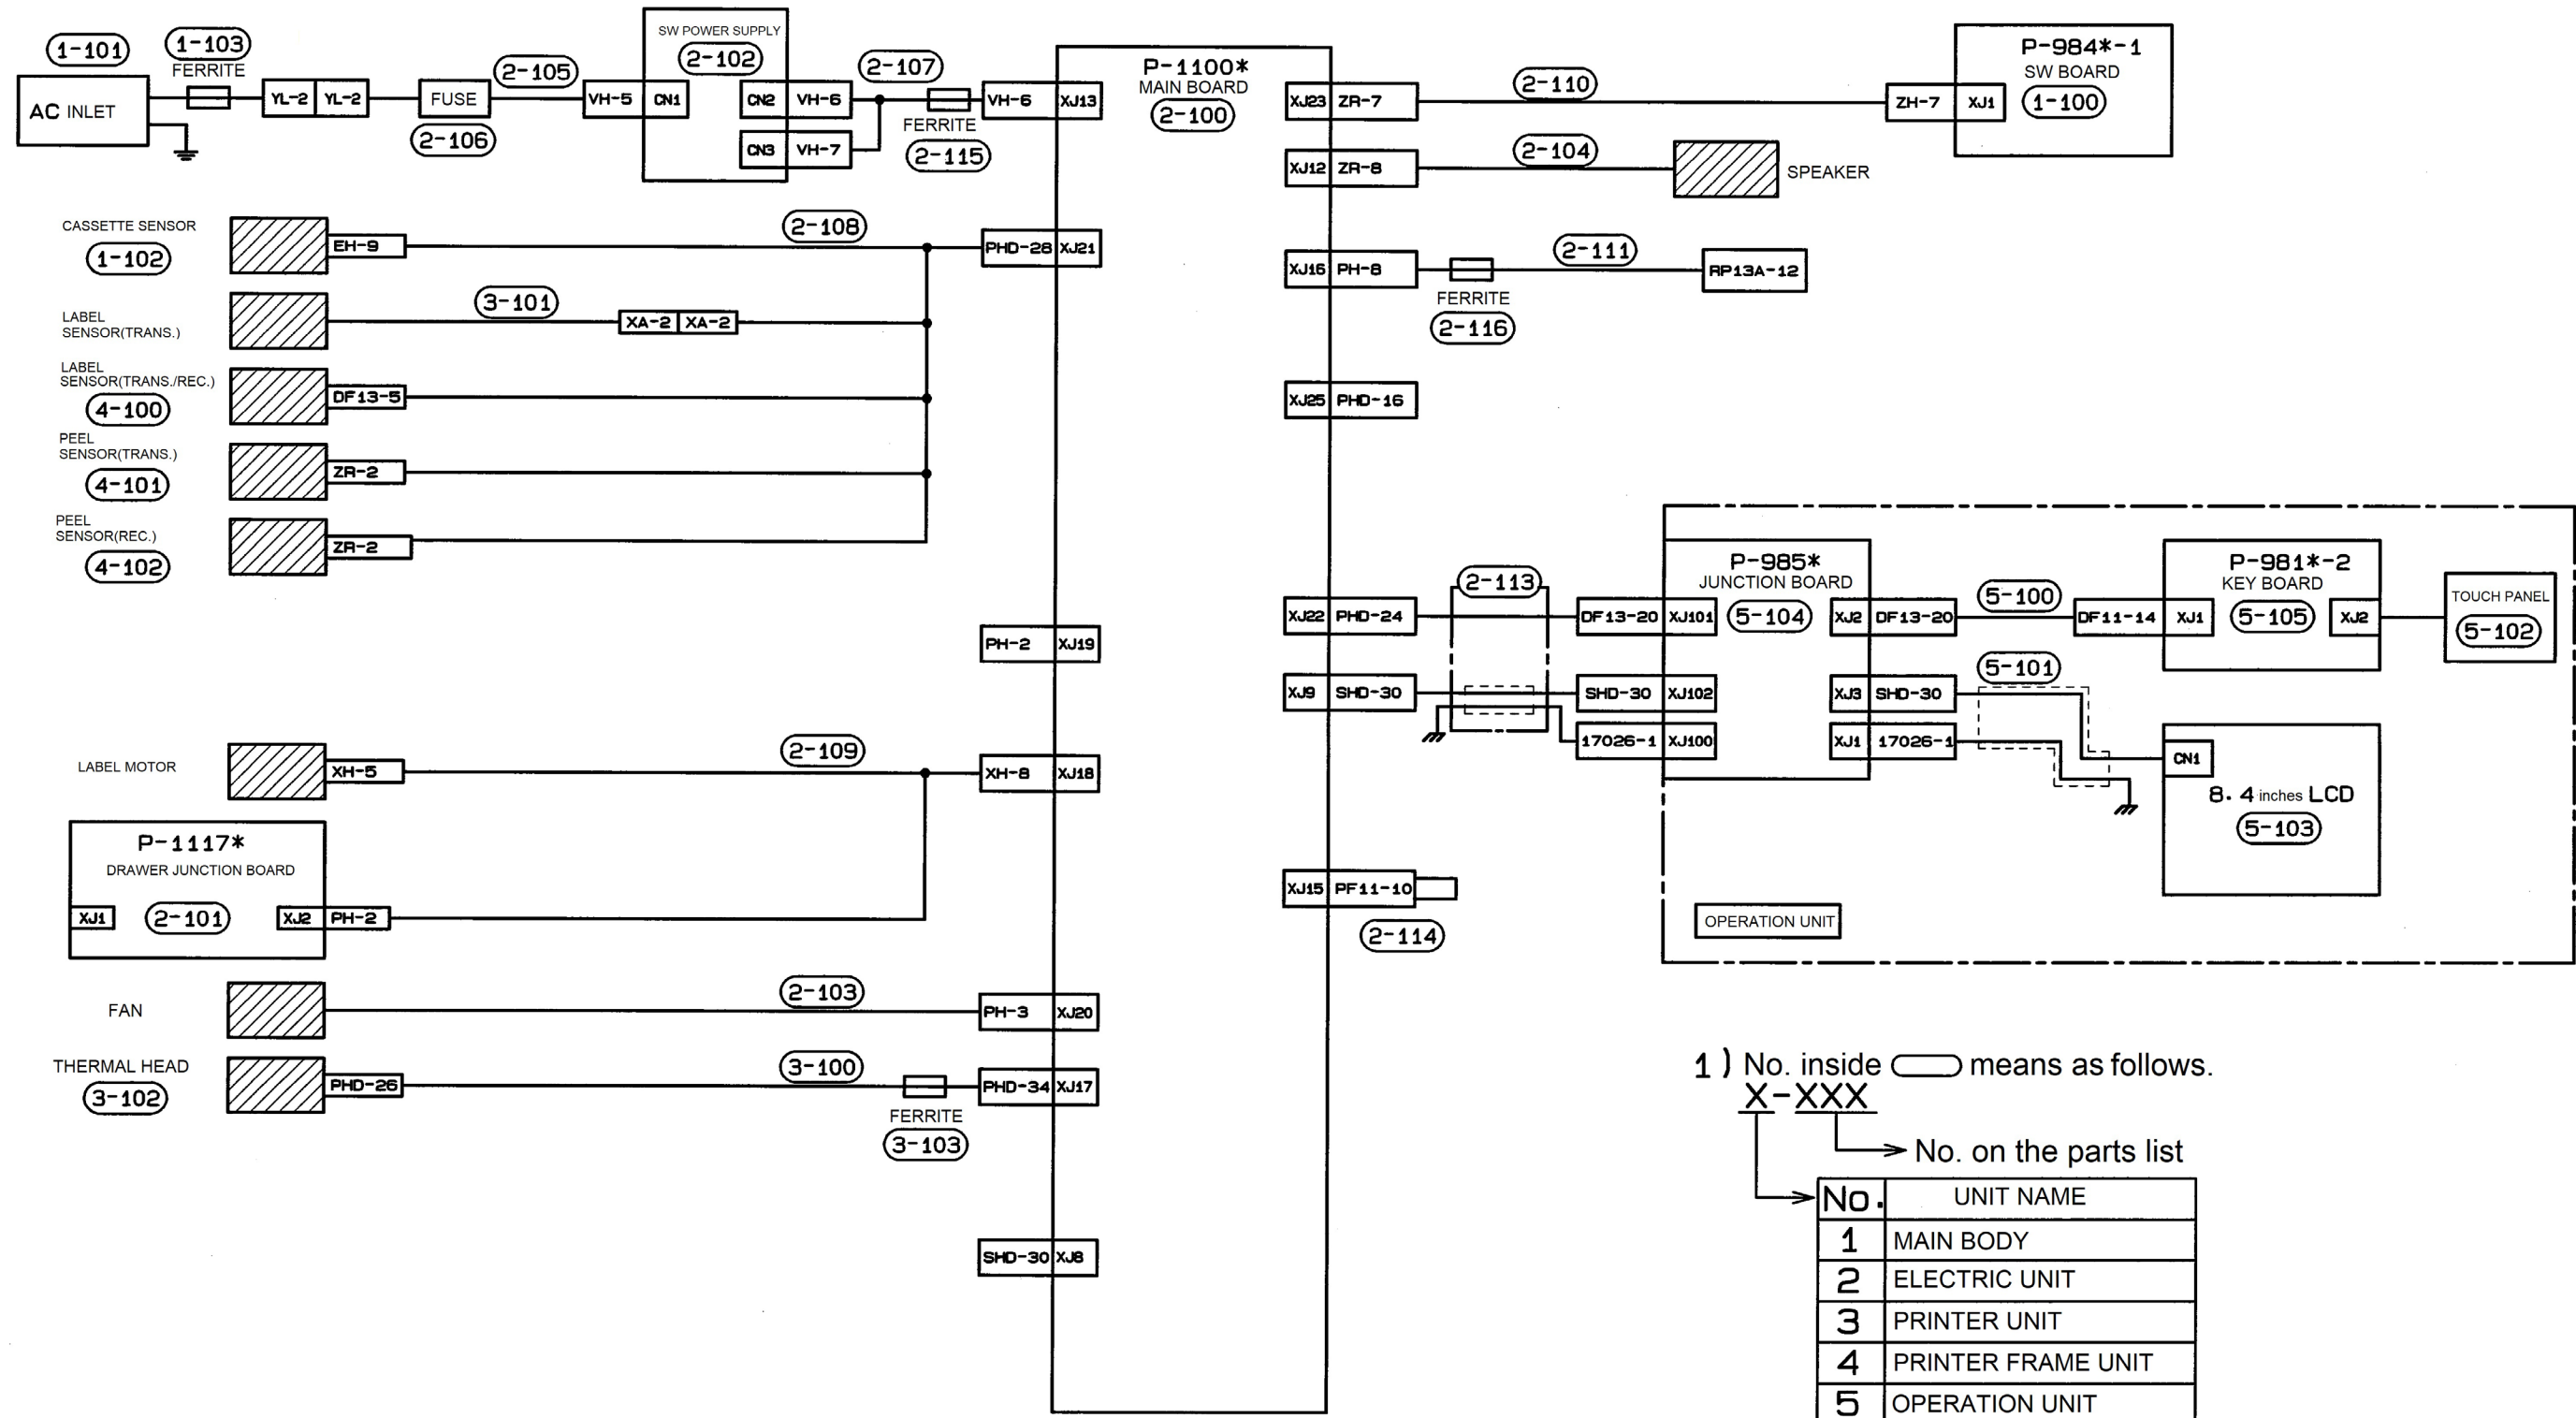 1-101
AC INLET
1-103
FERRITE
YL-2 YL-2
FUSE
2-106
2-105
SW POWER SUPPLY
2-102
VH-5 CN1
CN2 VH-6
CN3 VH-7
2-107
FERRITE
2-115
VH-6 XJ13
CASSETTE SENSOR
1-102
EH-9
2-108
PHD-28 XJ21
LABEL
SENSOR(TRANS.)
3-101
XA-2 XA-2
LABEL
SENSOR(TRANS./REC.)
4-100
DF13-5
PEEL
SENSOR(TRANS.)
4-101
ZR-2
PEEL
SENSOR(REC.)
4-102
ZR-2
PH-2 XJ19
LABEL MOTOR
XH-5
2-109
XH-8 XJ18
P-1117*
DRAWER JUNCTION BOARD
XJ1
2-101
XJ2 PH-2
FAN
2-103
PH-3 XJ20
THERMAL HEAD
3-102
PHD-26
3-100
FERRITE
3-103
PHD-34 XJ17
SHD-30 XJ8
P-1100*
MAIN BOARD
2-100
XJ23 ZR-7
2-110
ZH-7 XJ1
P-984*-1
SW BOARD
1-100
XJ12 ZR-8
2-104
SPEAKER
XJ16 PH-8
FERRITE
2-116
2-111
RP13A-12
XJ25 PHD-16
XJ22 PHD-24
2-113
DF13-20 XJ101
XJ9 SHD-30
SHD-30 XJ102
17026-1 XJ100
P-985*
JUNCTION BOARD
5-104
XJ2 DF13-20
5-100
DF11-14 XJ1
P-981*-2
KEY BOARD
5-105
XJ2
TOUCH PANEL
5-102
XJ3 SHD-30
5-101
XJ1 17026-1
CN1
8.4 inches LCD
5-103
OPERATION UNIT
XJ15 PF11-10
2-114
1) No. inside means as follows.
X-XXX
No. on the parts list
No. UNIT NAME
1 MAIN BODY
2 ELECTRIC UNIT
3 PRINTER UNIT
4 PRINTER FRAME UNIT
5 OPERATION UNIT